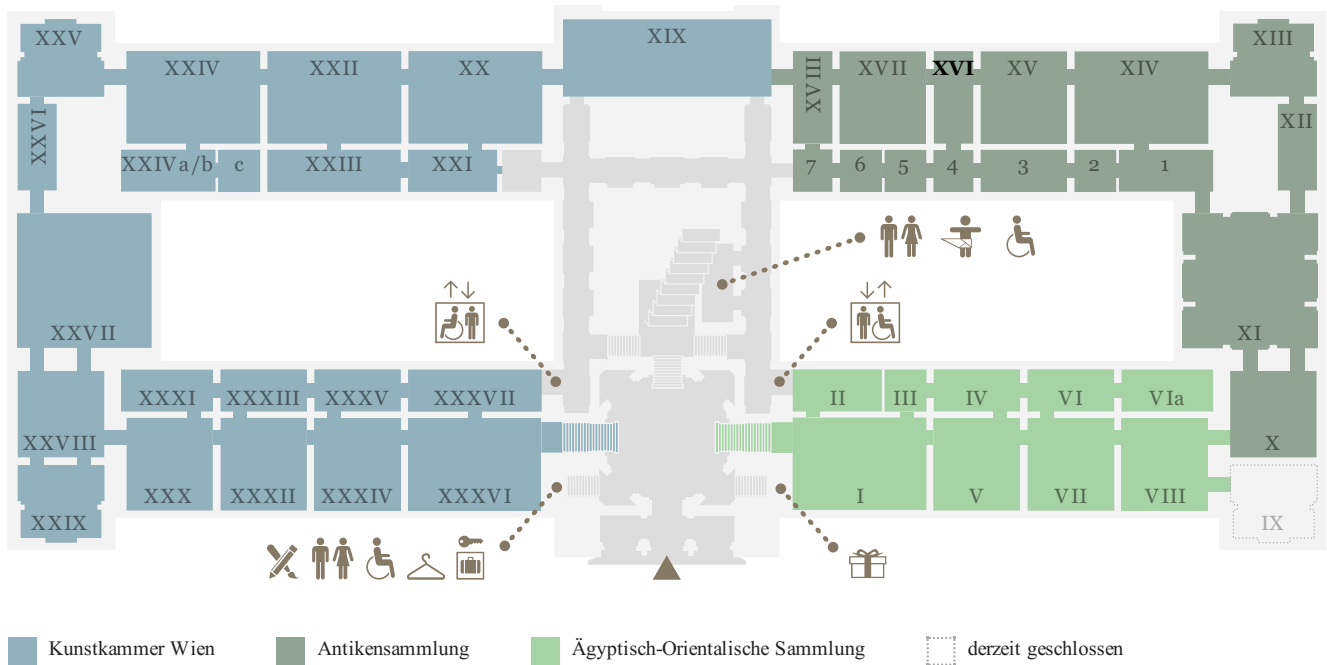 XXV
XXIV
XXII
XX
XIX
XVIII
XVII
XVI
XV
XIV
XIII
XII
XXVI
XXIVa/b
c
XXIII
XXI
7
6
5
4
3
2
1
XXVII
XI
XXXI
XXXIII
XXXV
XXXVII
II
III
IV
VI
VIa
XXVIII
X
XXX
XXXII
XXXIV
XXXVI
I
V
VII
VIII
XXIX
IX
Kunstkammer Wien
Antikensammlung
Ägyptisch-Orientalische Sammlung
derzeit geschlossen